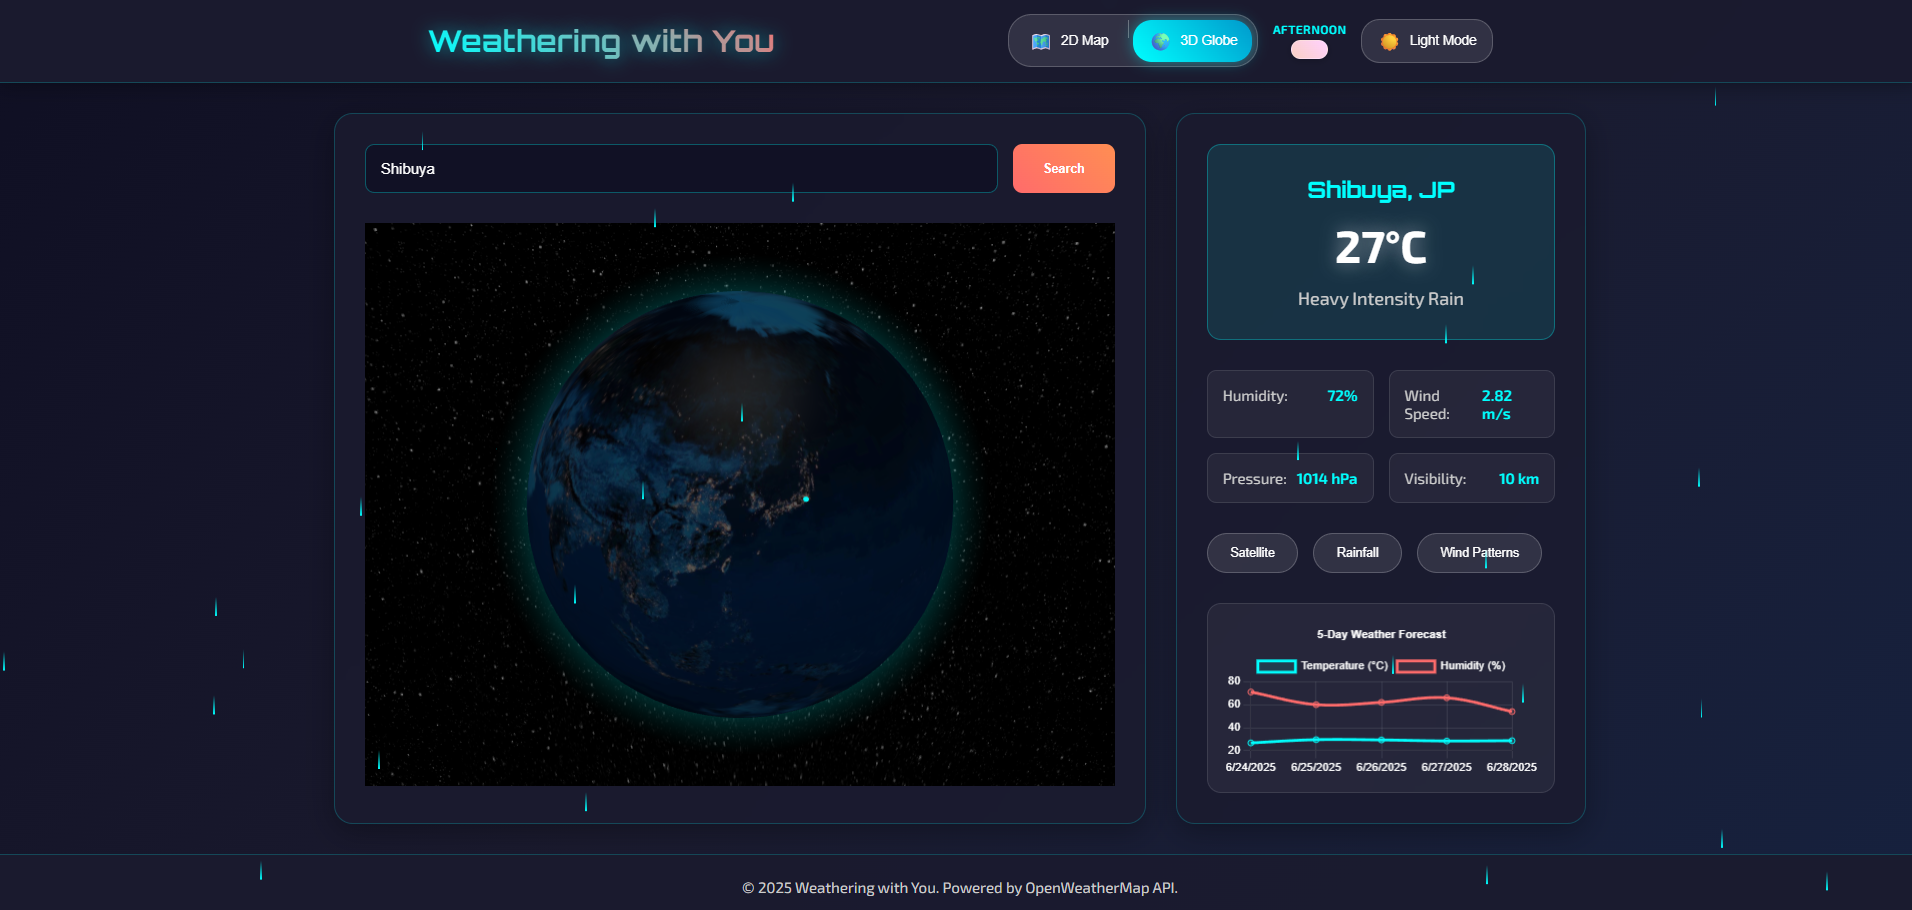 Weathering with You
2D Map
3D Globe
AFTERNOON
Light Mode
Shibuya
Search
Shibuya, JP
27°C
Heavy Intensity Rain
Humidity: 72%
Wind Speed: 2.82 m/s
Pressure: 1014 hPa
Visibility: 10 km
Satellite
Rainfall
Wind Patterns
5-Day Weather Forecast
Temperature (°C)
Humidity (%)
80
60
40
20
6/24/2025 6/25/2025 6/26/2025 6/27/2025 6/28/2025
© 2025 Weathering with You. Powered by OpenWeatherMap API.